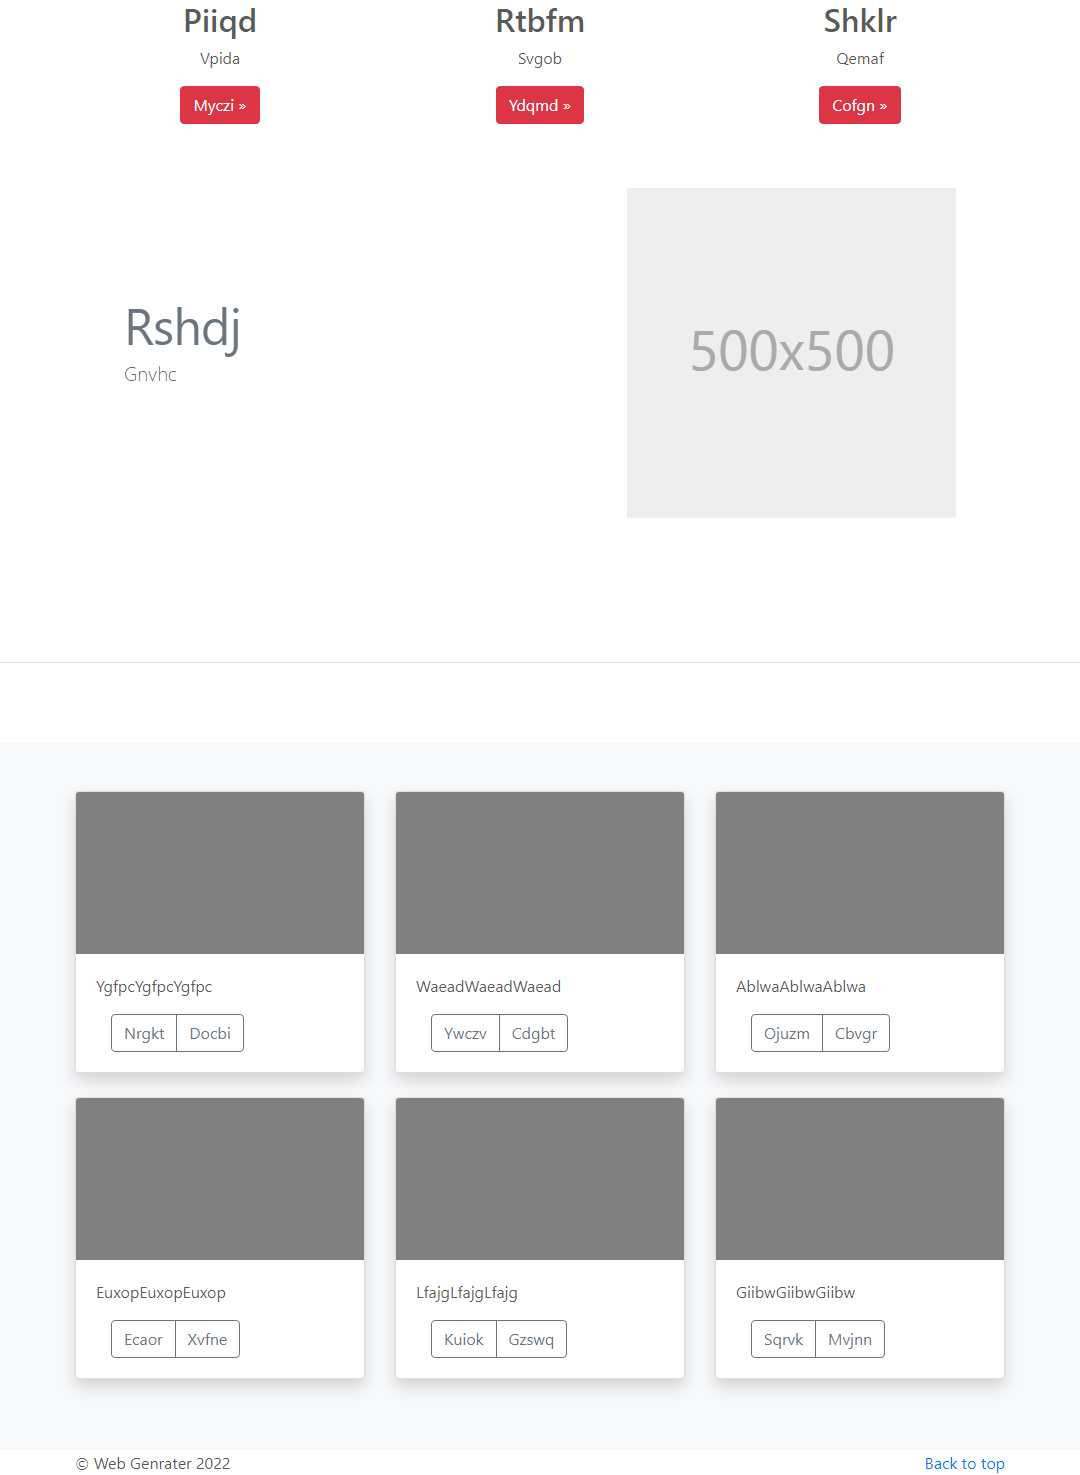 Piiqd
Vpida
Myczi »
Rtbfm
Svgob
Ydqmd »
Shklr
Qemaf
Cofgn »
Rshdj
Gnvhc
500x500
YgfpcYgfpcYgfpc
Nrgkt Docbi
WaeadWaeadWaead
Ywczv Cdgbt
AblwaAblwaAblwa
Ojuzm Cbvgr
EuxopEuxopEuxop
Ecaor Xvfne
LfajgLfajgLfajg
Kuiok Gzswq
GiibwGiibwGiibw
Sqrvk Mvjnn
© Web Genrater 2022
Back to top